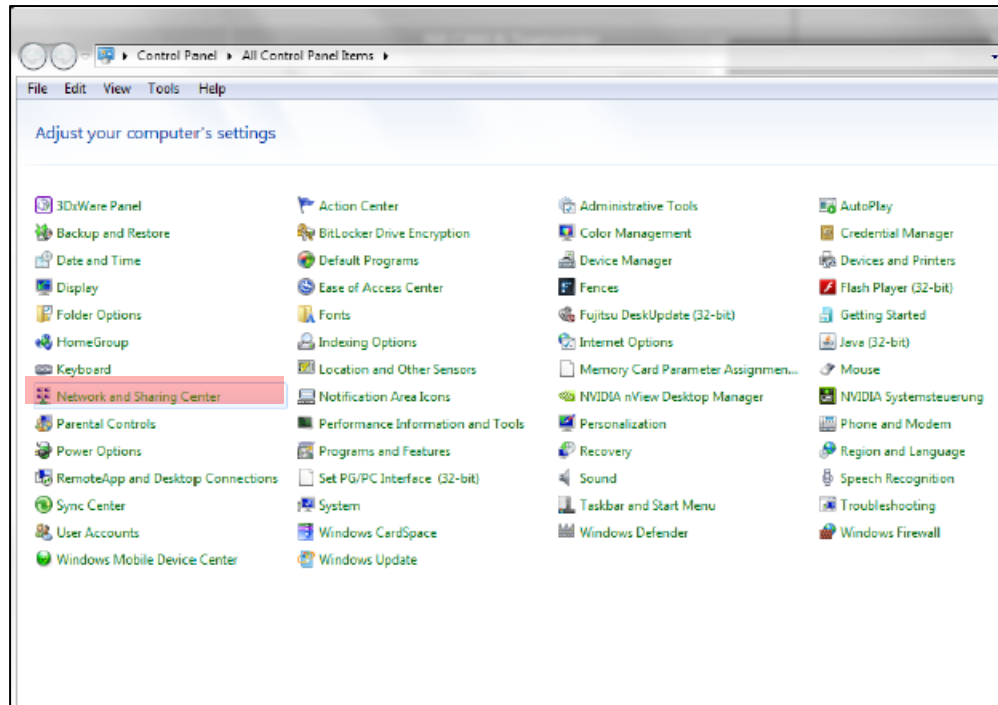 Control Panel All Control Panel Items
File Edit View Tools Help
Adjust your computer's settings
3DxWare Panel Action Center Administrative Tools AutoPlay
Backup and Restore BitLocker Drive Encryption Color Management Credential Manager
Date and Time Default Programs Device Manager Devices and Printers
Display Ease of Access Center Fences Flash Player (32-bit)
Folder Options Fonts Fujitsu DeskUpdate (32-bit) Getting Started
HomeGroup Indexing Options Internet Options Java (32-bit)
Keyboard Location and Other Sensors Memory Card Parameter Assignmen... Mouse
Network and Sharing Center Notification Area Icons NVIDIA nView Desktop Manager NVIDIA Systemsteuerung
Parental Controls Performance Information and Tools Personalization Phone and Modem
Power Options Programs and Features Recovery Region and Language
RemoteApp and Desktop Connections Set PG/PC Interface (32-bit) Sound Speech Recognition
Sync Center System Taskbar and Start Menu Troubleshooting
User Accounts Windows CardSpace Windows Defender Windows Firewall
Windows Mobile Device Center Windows Update